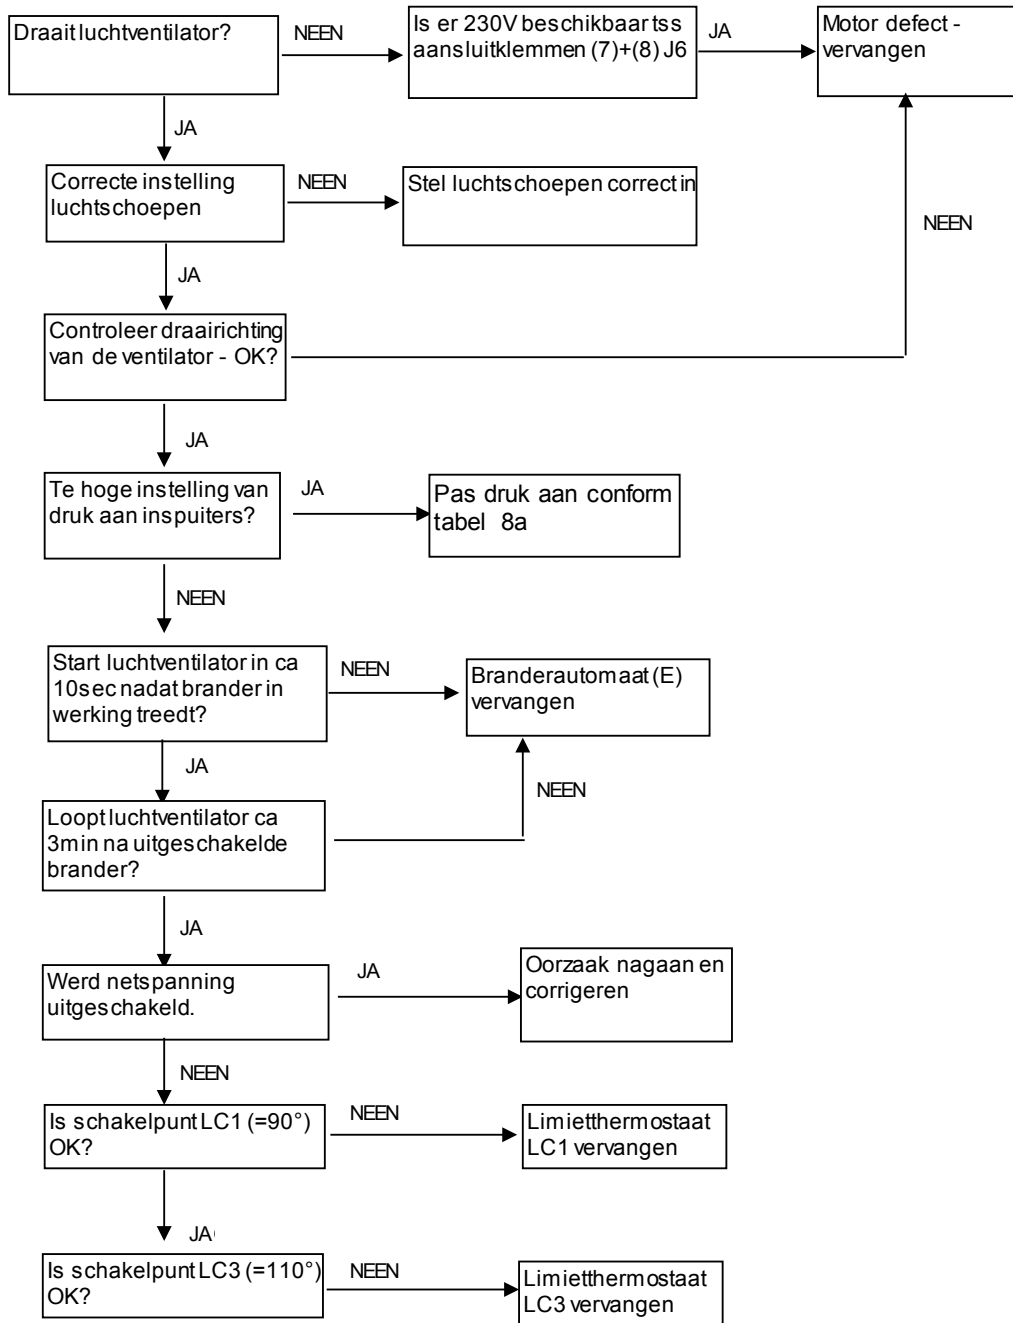 Draait luchtventilator?
NEEN
Is er 230V beschikbaar tss
aansluitklemmen (7)+(8) J6
JA
Motor defect -
vervangen
JA
Correcte instelling
luchtschoepen
NEEN
Stel luchtschoepen correct in
NEEN
JA
Controleer draairichting
van de ventilator - OK?
JA
Te hoge instelling van
druk aan inspuiters?
JA
Pas druk aan conform
tabel 8a
NEEN
Start luchtventilator in ca
10sec nadat brander in
werking treedt?
NEEN
Branderautomaat (E)
vervangen
JA
NEEN
Loopt luchtventilator ca
3min na uitgeschakelde
brander?
JA
Werd netspanning
uitgeschakeld.
JA
Oorzaak nagaan en
corrigeren
NEEN
Is schakelpunt LC1 (=90°)
OK?
NEEN
Limietthermostaat
LC1 vervangen
JA
Is schakelpunt LC3 (=110°)
OK?
NEEN
Limietthermostaat
LC3 vervangen